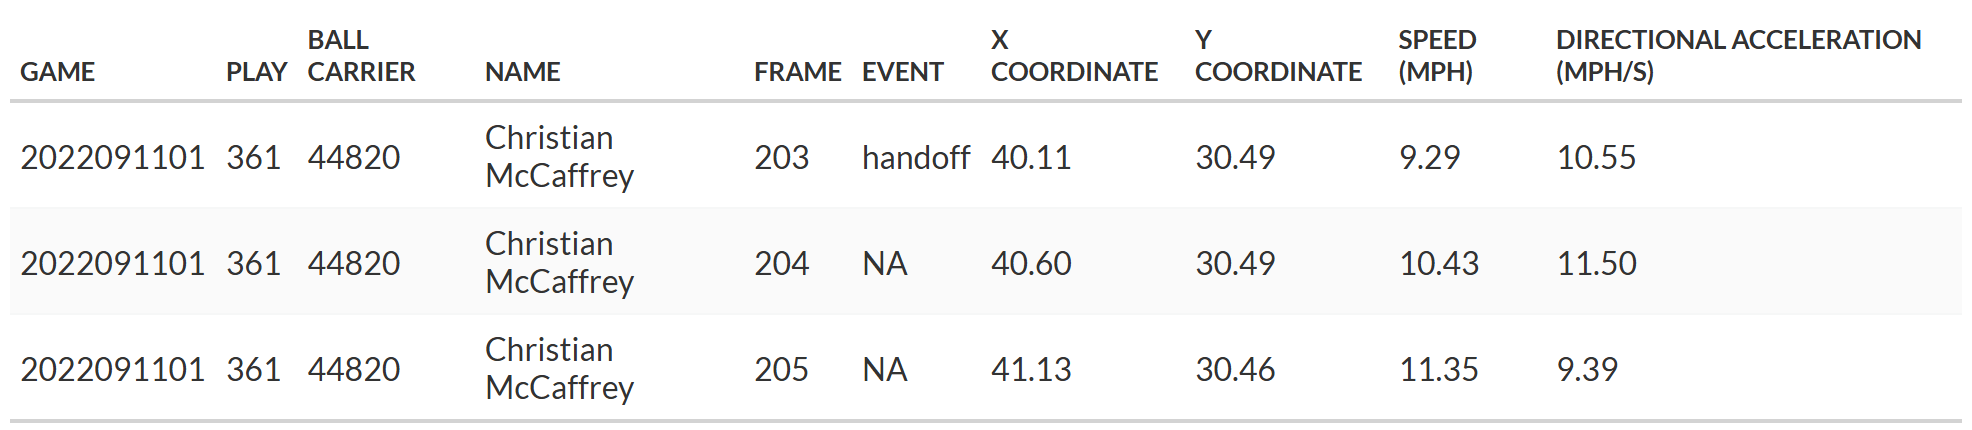 GAME PLAY BALL CARRIER NAME FRAME EVENT X COORDINATE Y COORDINATE SPEED (MPH) DIRECTIONAL ACCELERATION (MPH/S)
2022091101 361 44820 Christian McCaffrey 203 handoff 40.11 30.49 9.29 10.55
2022091101 361 44820 Christian McCaffrey 204 NA 40.60 30.49 10.43 11.50
2022091101 361 44820 Christian McCaffrey 205 NA 41.13 30.46 11.35 9.39